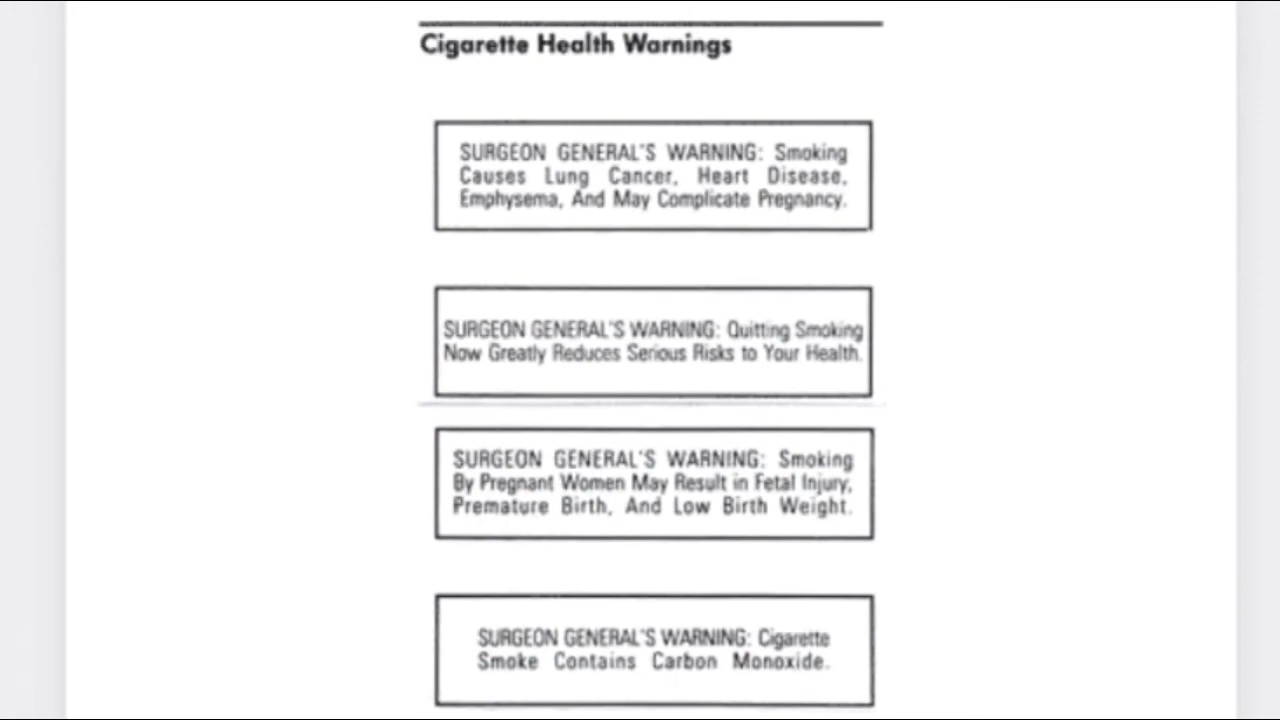 Cigarette Health Warnings
SURGEON GENERAL'S WARNING: Smoking
Causes Lung Cancer, Heart Disease,
Emphysema, And May Complicate Pregnancy.
SURGEON GENERAL'S WARNING: Quitting Smoking
Now Greatly Reduces Serious Risks to Your Health.
SURGEON GENERAL'S WARNING: Smoking
By Pregnant Women May Result in Fetal Injury,
Premature Birth, And Low Birth Weight.
SURGEON GENERAL'S WARNING: Cigarette
Smoke Contains Carbon Monoxide.